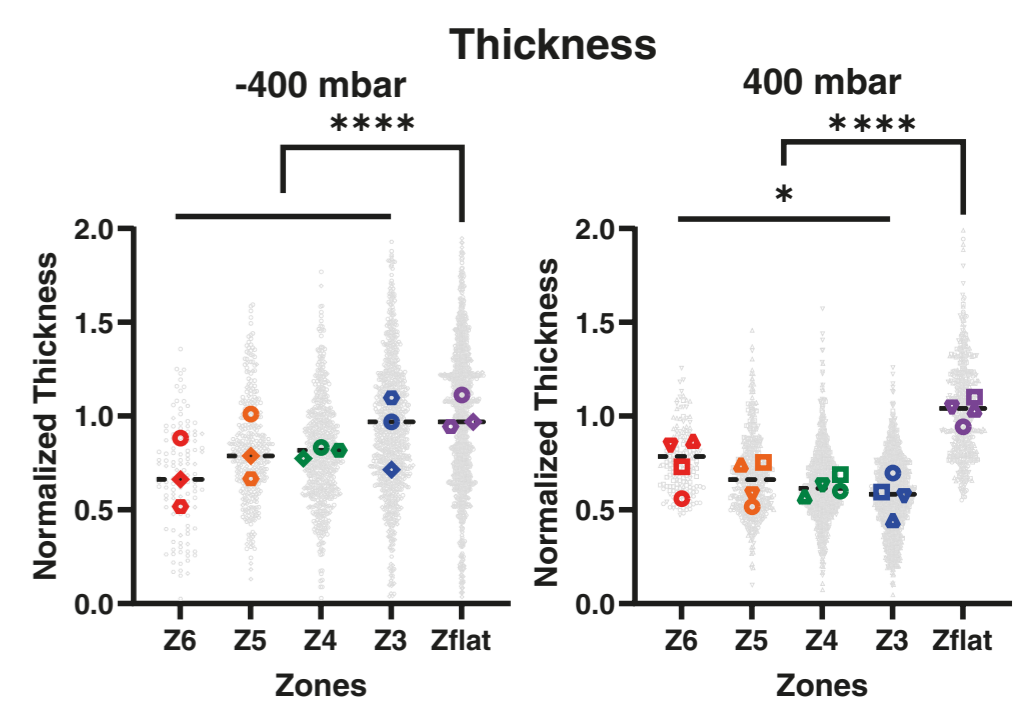 Thickness
-400 mbar
****
Normalized Thickness
2.0
1.5
1.0
0.5
0.0
Z6 Z5 Z4 Z3 Zflat
Zones
400 mbar
****
*
Normalized Thickness
2.0
1.5
1.0
0.5
0.0
Z6 Z5 Z4 Z3 Zflat
Zones